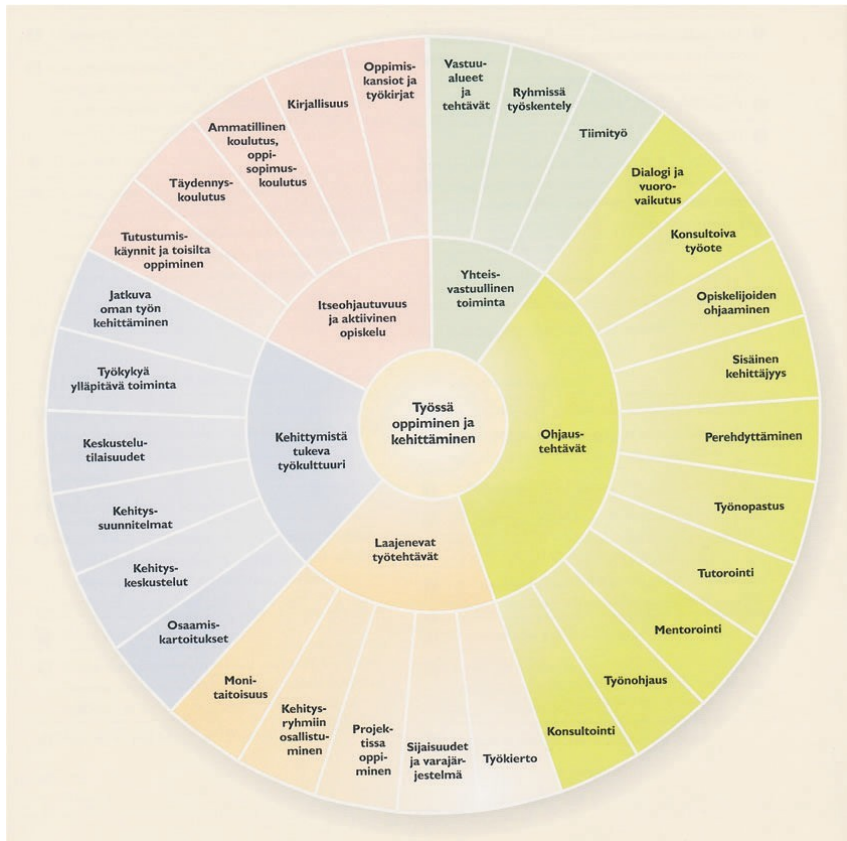 Työssä
oppiminen ja
kehittäminen
Yhteis-
vastuullinen
toiminta
Vastuu-
alueet
ja
tehtävät
Ryhmissä
työskentely
Tiimityö
Ohjaus-
tehtävät
Dialogi ja
vuoro-
vaikutus
Konsultoiva
työote
Opiskelijoiden
ohjaaminen
Sisäinen
kehittäjyys
Perehdyttäminen
Työnopastus
Tutorointi
Mentorointi
Työnohjaus
Konsultointi
Laajenevat
työtehtävät
Työkierto
Sijaisuudet
ja varajär-
jestelmä
Projek-
tissa
oppi-
minen
Kehitys-
ryhmiin
osallistu-
minen
Moni-
taitoisuus
Kehittymistä
tukeva
työkulttuuri
Osaamis-
kartoitukset
Kehitys-
keskustelut
Kehitys-
suunnitelmat
Keskustelu-
tilaisuudet
Työkykyä
ylläpitävä toiminta
Jatkuva
oman työn
kehittäminen
Itseohjautuvuus
ja aktiivinen
opiskelu
Tutustumis-
käynnit ja toisilta
oppiminen
Täydennys-
koulutus
Ammatillinen
koulutus,
oppi-
sopimus-
koulutus
Kirjallisuus
Oppimis-
kansiot ja
työkirjat